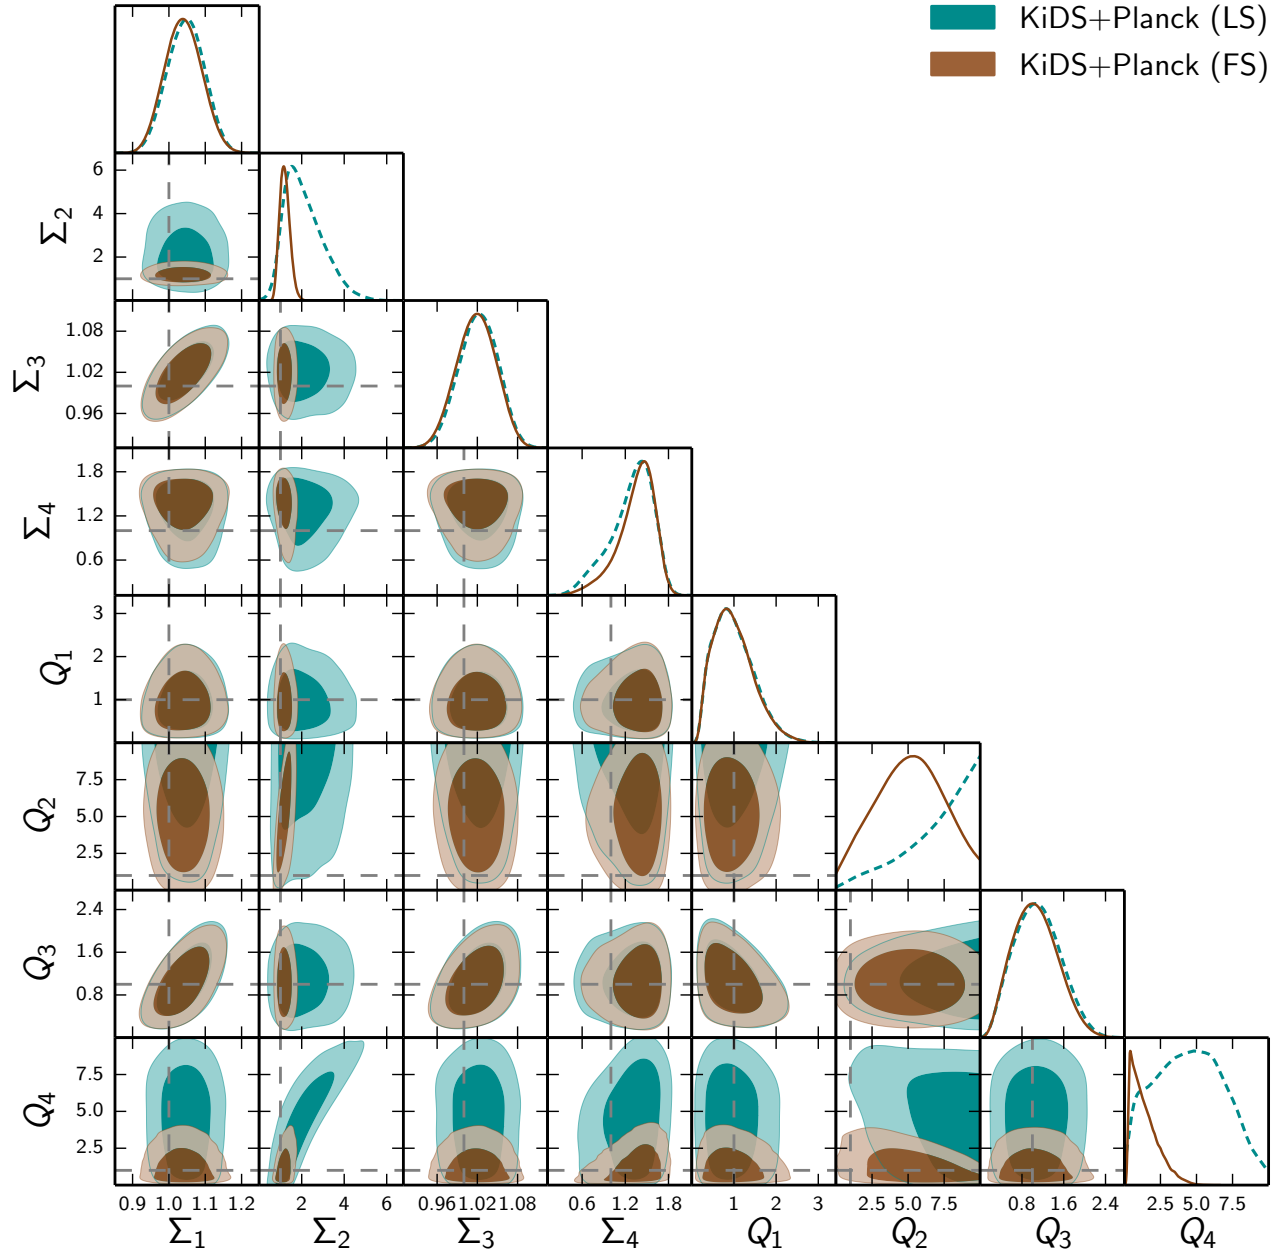 KiDS+Planck (LS)
KiDS+Planck (FS)
6
4
2
Σ2
1.08
1.02
0.96
Σ3
1.8
1.2
0.6
Σ4
3
2
1
Q1
7.5
5.0
2.5
Q2
2.4
1.6
0.8
Q3
7.5
5.0
2.5
Q4
0.9 1.0 1.1 1.2 2 4 6 0.96 1.02 1.08 0.6 1.2 1.8 1 2 3 2.5 5.0 7.5 0.8 1.6 2.4 2.5 5.0 7.5
Σ1 Σ2 Σ3 Σ4 Q1 Q2 Q3 Q4